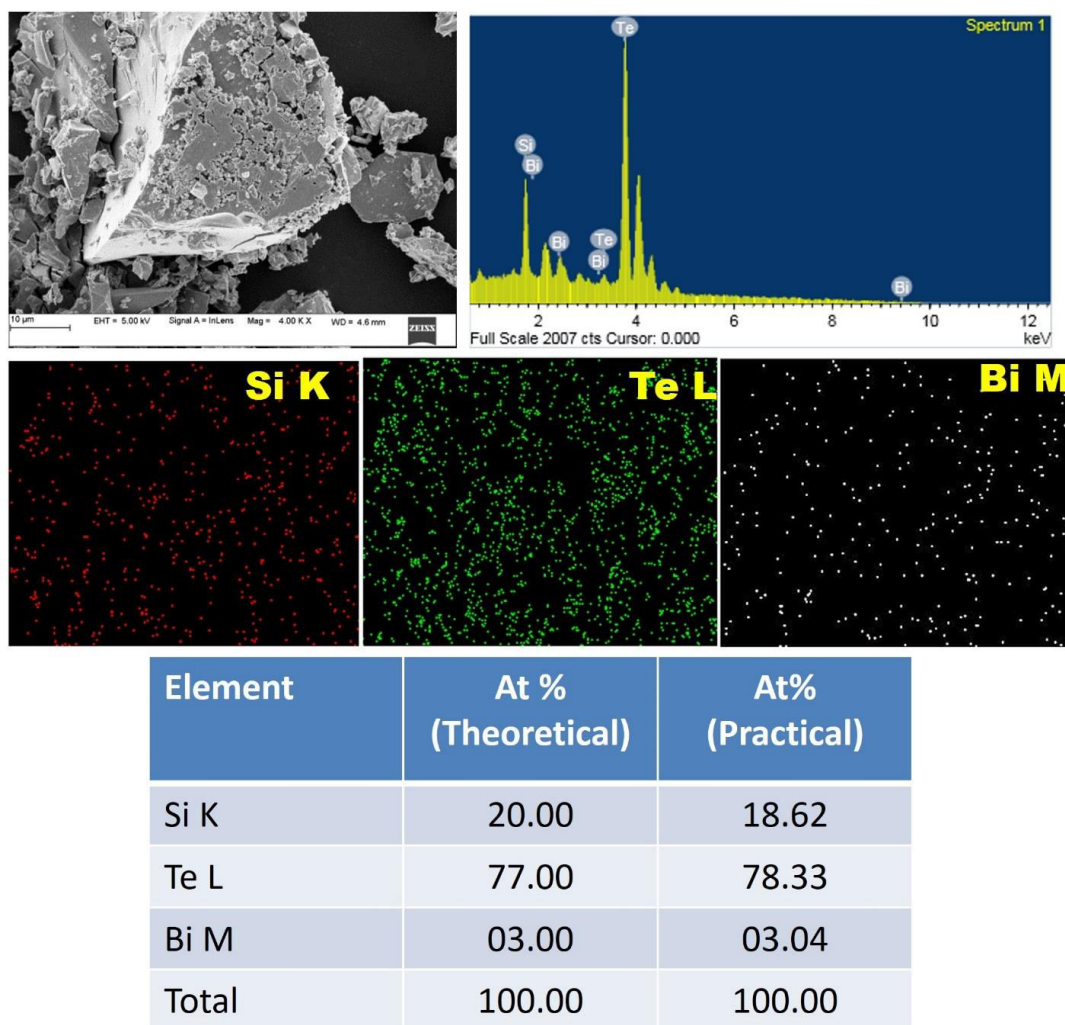 10 µm
EHT = 5.00 kV Signal A = InLens Mag = 4.00 K X WD = 4.6 mm
ZEISS
Spectrum 1
Te
Si
Bi
Bi
Te
Bi
Bi
2 4 6 8 10 12
Full Scale 2007 cts Cursor: 0.000 keV
Si K
Te L
Bi M
Element At % (Theoretical) At% (Practical)
Si K 20.00 18.62
Te L 77.00 78.33
Bi M 03.00 03.04
Total 100.00 100.00